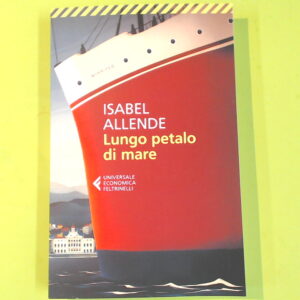 ISABEL
ALLENDE
Lungo petalo
di mare
UNIVERSALE
ECONOMICA
FELTRINELLI